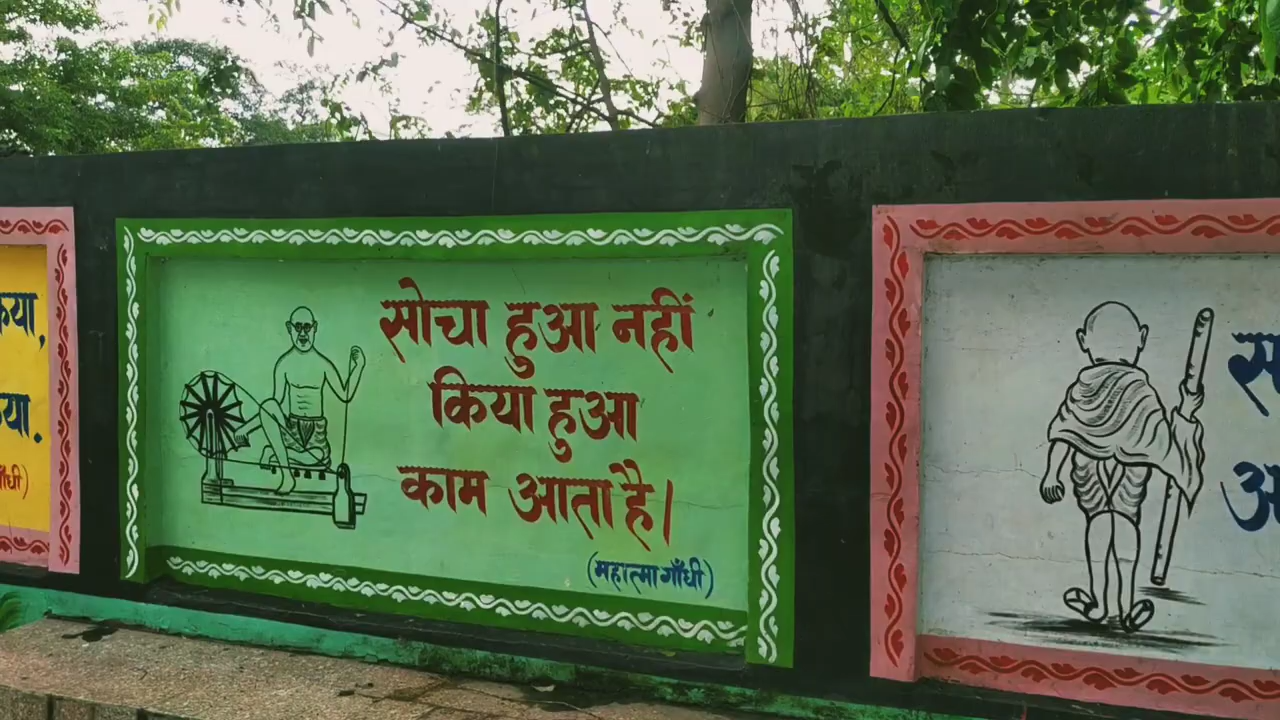 सोचा हुआ नहीं
किया हुआ
काम आता है।
(महात्मा गाँधी)